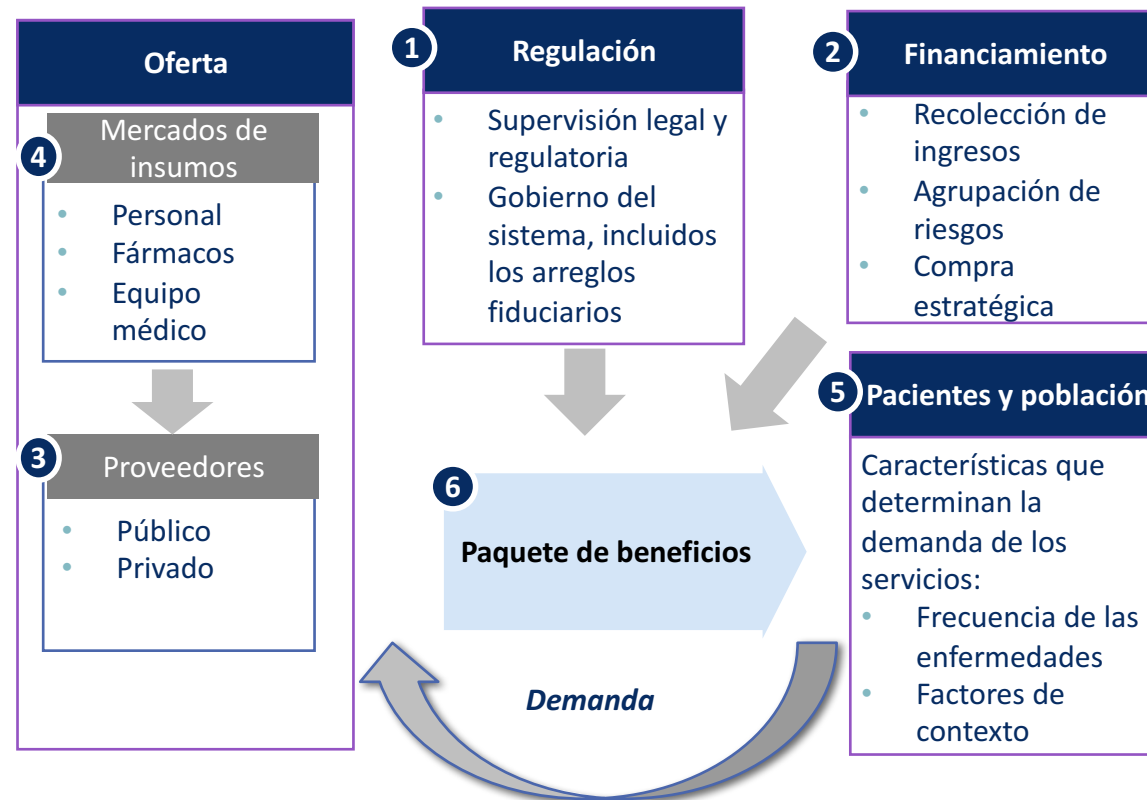 Oferta
4
Mercados de
insumos
• Personal
• Fármacos
• Equipo
médico
3
Proveedores
• Público
• Privado
1
Regulación
• Supervisión legal y
regulatoria
• Gobierno del
sistema, incluidos
los arreglos
fiduciarios
2
Financiamiento
• Recolección de
ingresos
• Agrupación de
riesgos
• Compra
estratégica
5
Pacientes y población
Características que
determinan la
demanda de los
servicios:
• Frecuencia de las
enfermedades
• Factores de
contexto
6
Paquete de beneficios
Demanda